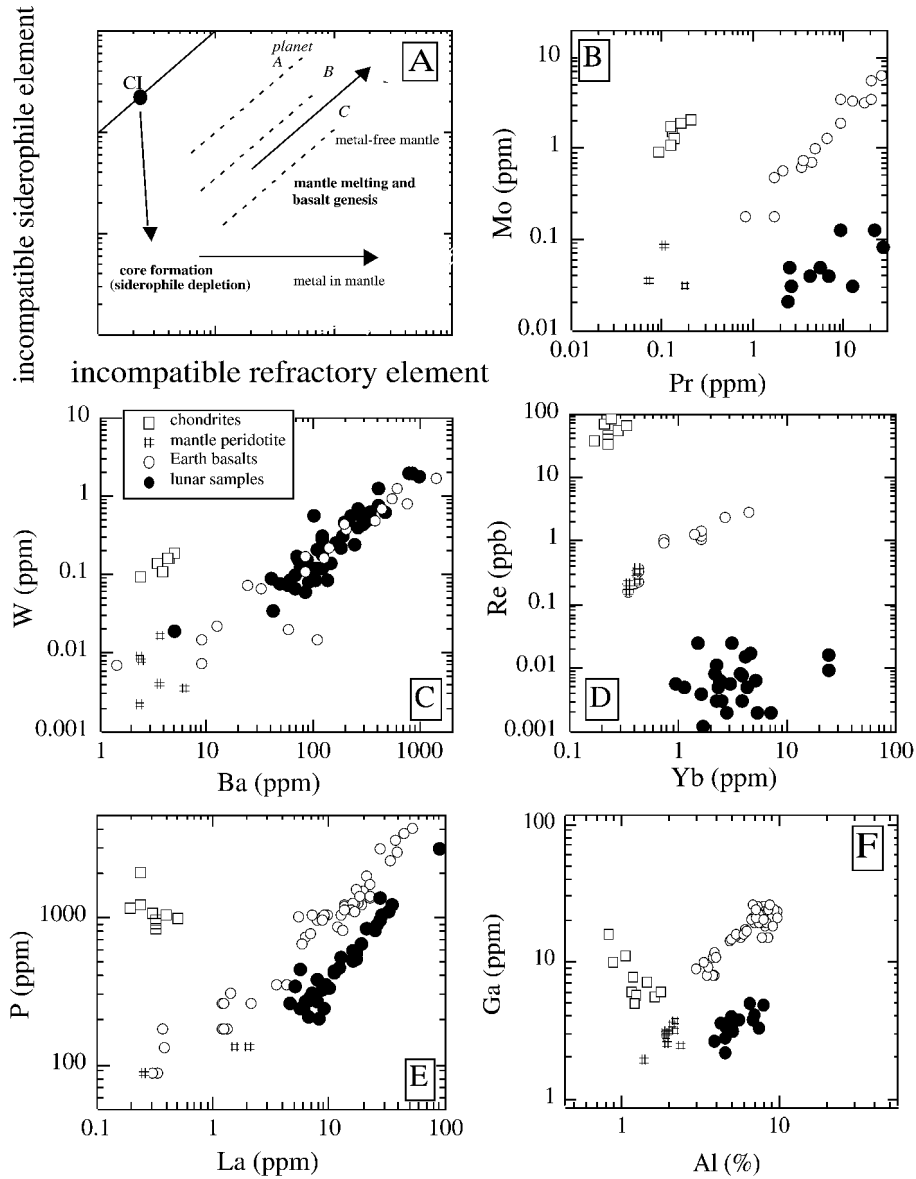 incompatible siderophile element
A
planet
A
B
CI
C
metal-free mantle
mantle melting and
basalt genesis
core formation
(siderophile depletion)
metal in mantle
incompatible refractory element
B
10
1
0.1
0.01
Mo (ppm)
0.01
0.1
1
10
Pr (ppm)
chondrites
mantle peridotite
Earth basalts
lunar samples
10
1
0.1
0.01
0.001
W (ppm)
C
1
10
100
1000
Ba (ppm)
100
10
1
0.1
0.01
0.001
Re (ppb)
D
0.1
1
10
100
Yb (ppm)
1000
100
P (ppm)
E
0.1
1
10
100
La (ppm)
F
100
10
1
Ga (ppm)
1
10
Al (%)